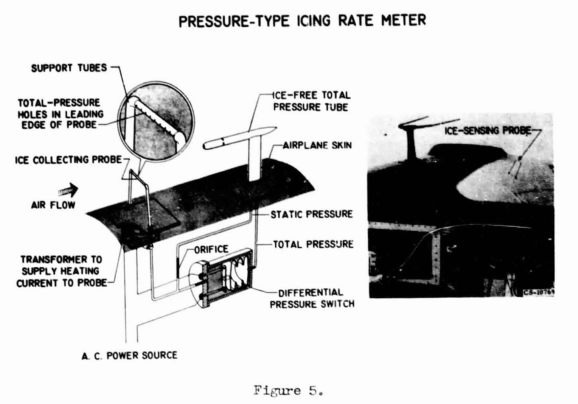 PRESSURE-TYPE ICING RATE METER
SUPPORT TUBES
TOTAL-PRESSURE
HOLES IN LEADING
EDGE OF PROBE
ICE COLLECTING PROBE
AIR FLOW
TRANSFORMER TO
SUPPLY HEATING
CURRENT TO PROBE
A. C. POWER SOURCE
ICE-FREE TOTAL
PRESSURE TUBE
AIRPLANE SKIN
STATIC PRESSURE
ORIFICE
TOTAL PRESSURE
DIFFERENTIAL
PRESSURE SWITCH
ICE-SENSING PROBE
Figure 5.